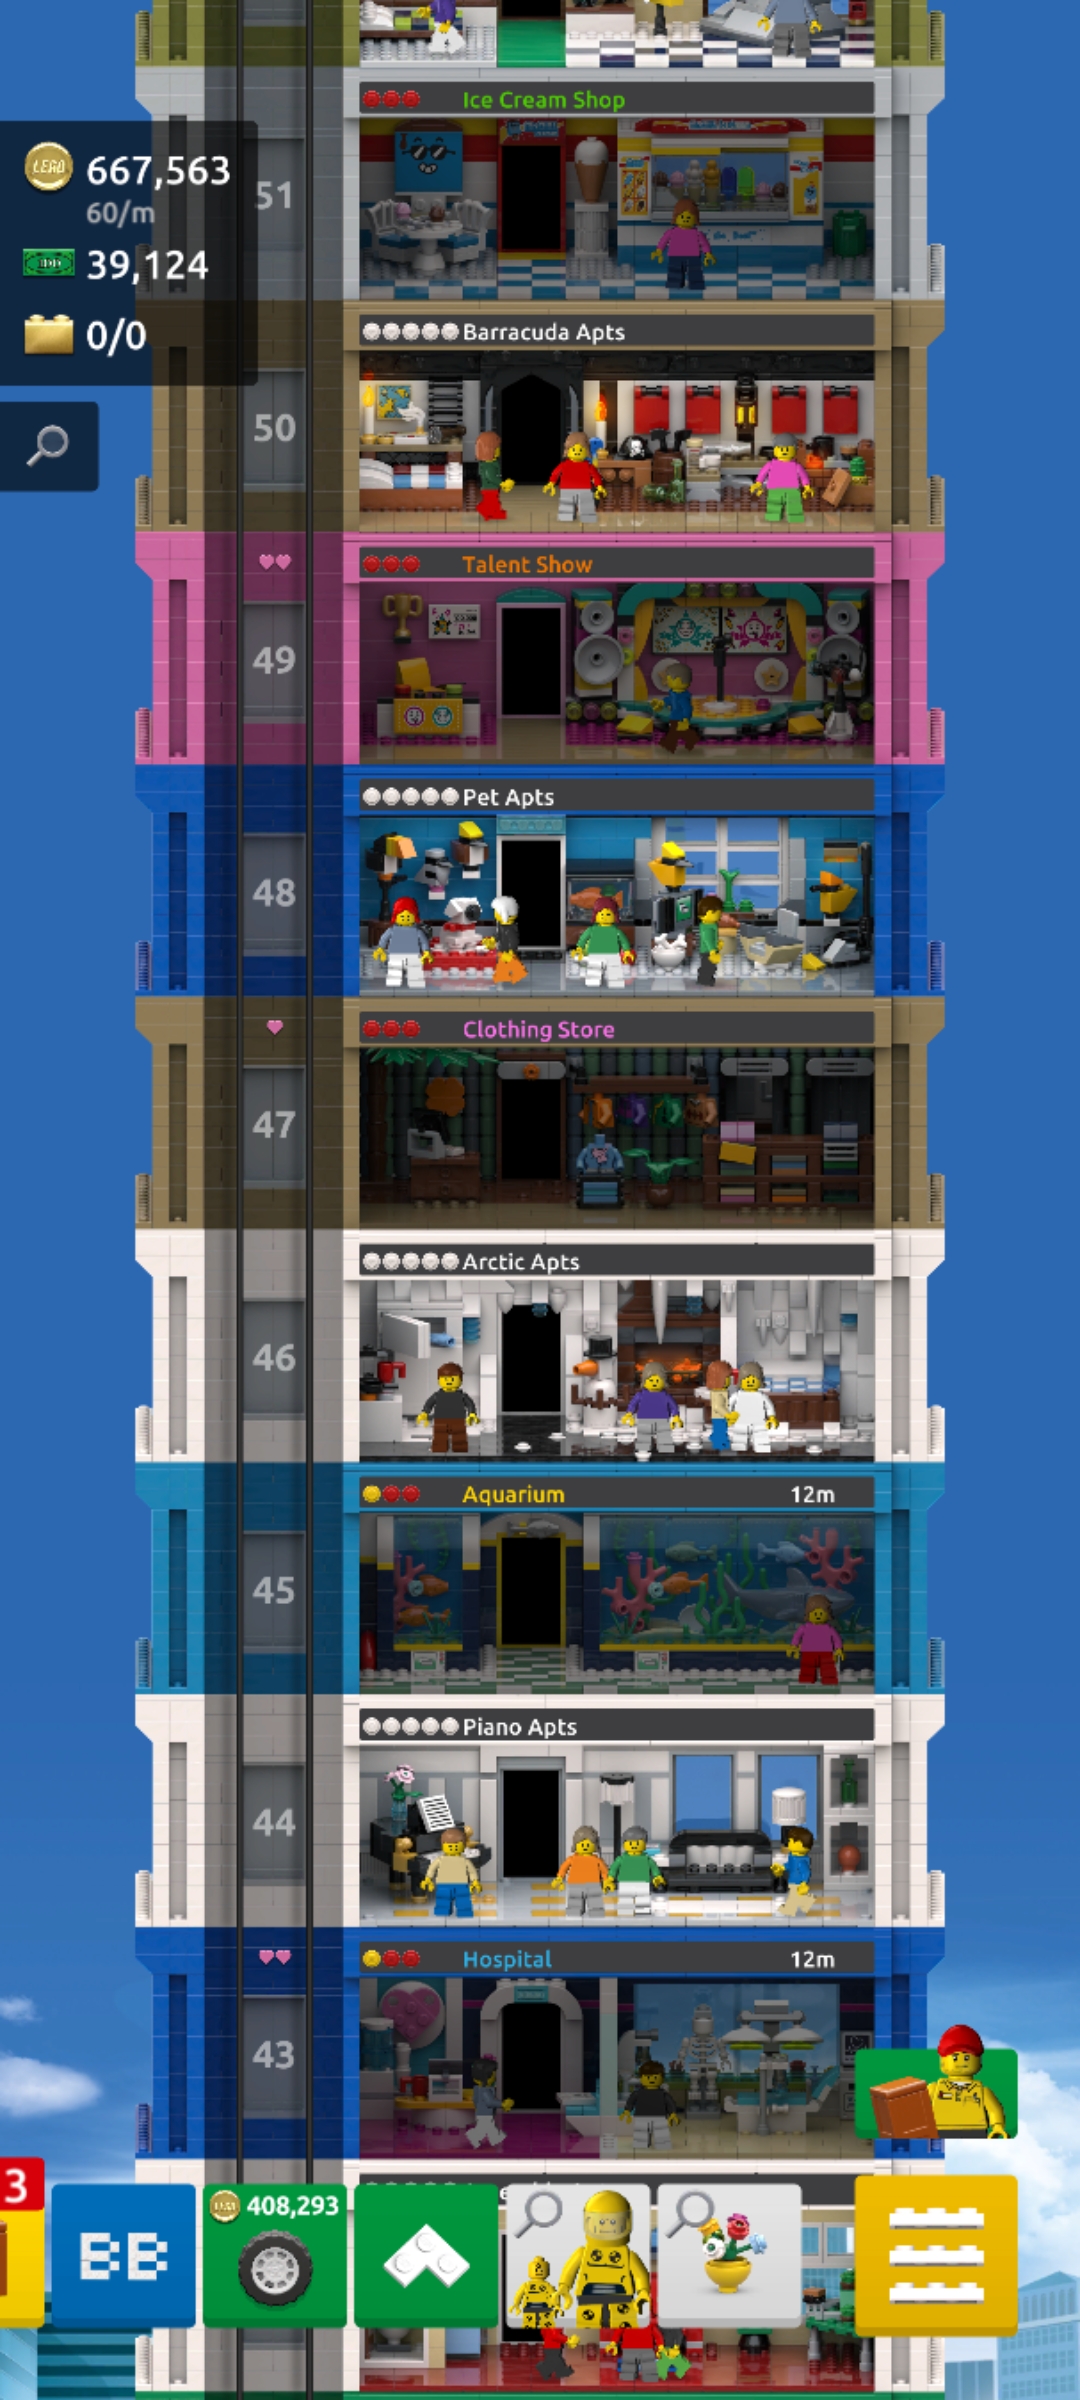 Ice Cream Shop
LEGO 667,563
60/m
51
39,124
0/0
Barracuda Apts
50
Talent Show
49
Pet Apts
48
Clothing Store
47
Arctic Apts
46
Aquarium 12m
45
Piano Apts
44
Hospital 12m
43
3
BB
408,293